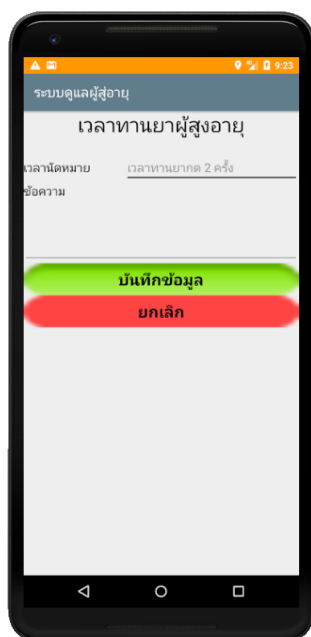 9:23
ระบบดูแลผู้สู่อายุ
เวลาทานยาผู้สูงอายุ
เวลานัดหมาย เวลาทานยากด 2 ครั้ง
ข้อความ
บันทึกข้อมูล
ยกเลิก